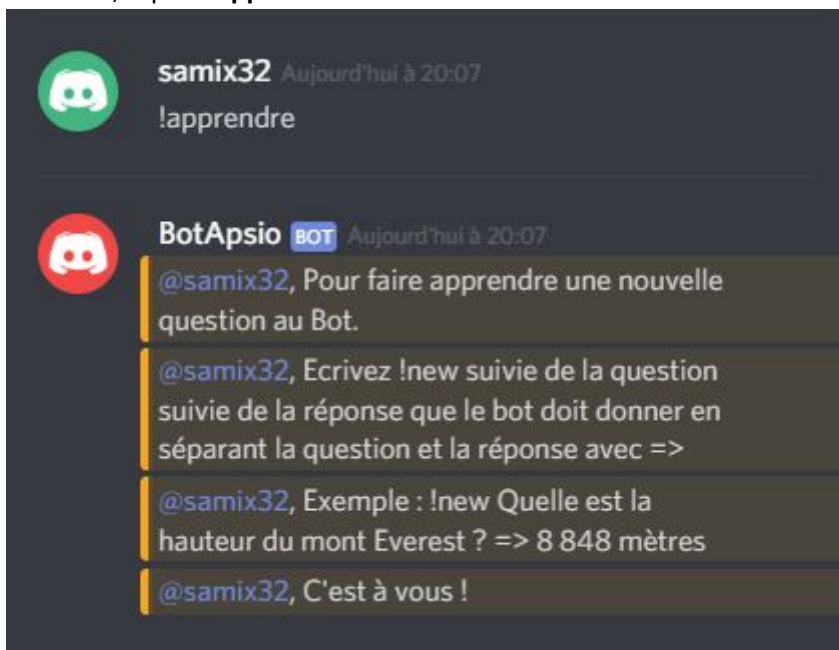 samix32 Aujourd'hui à 20:07
!apprendre
BotApsio BOT Aujourd'hui à 20:07
@samix32, Pour faire apprendre une nouvelle
question au Bot.
@samix32, Ecrivez !new suivie de la question
suivie de la réponse que le bot doit donner en
séparant la question et la réponse avec =>
@samix32, Exemple : !new Quelle est la
hauteur du mont Everest ? => 8 848 mètres
@samix32, C'est à vous !